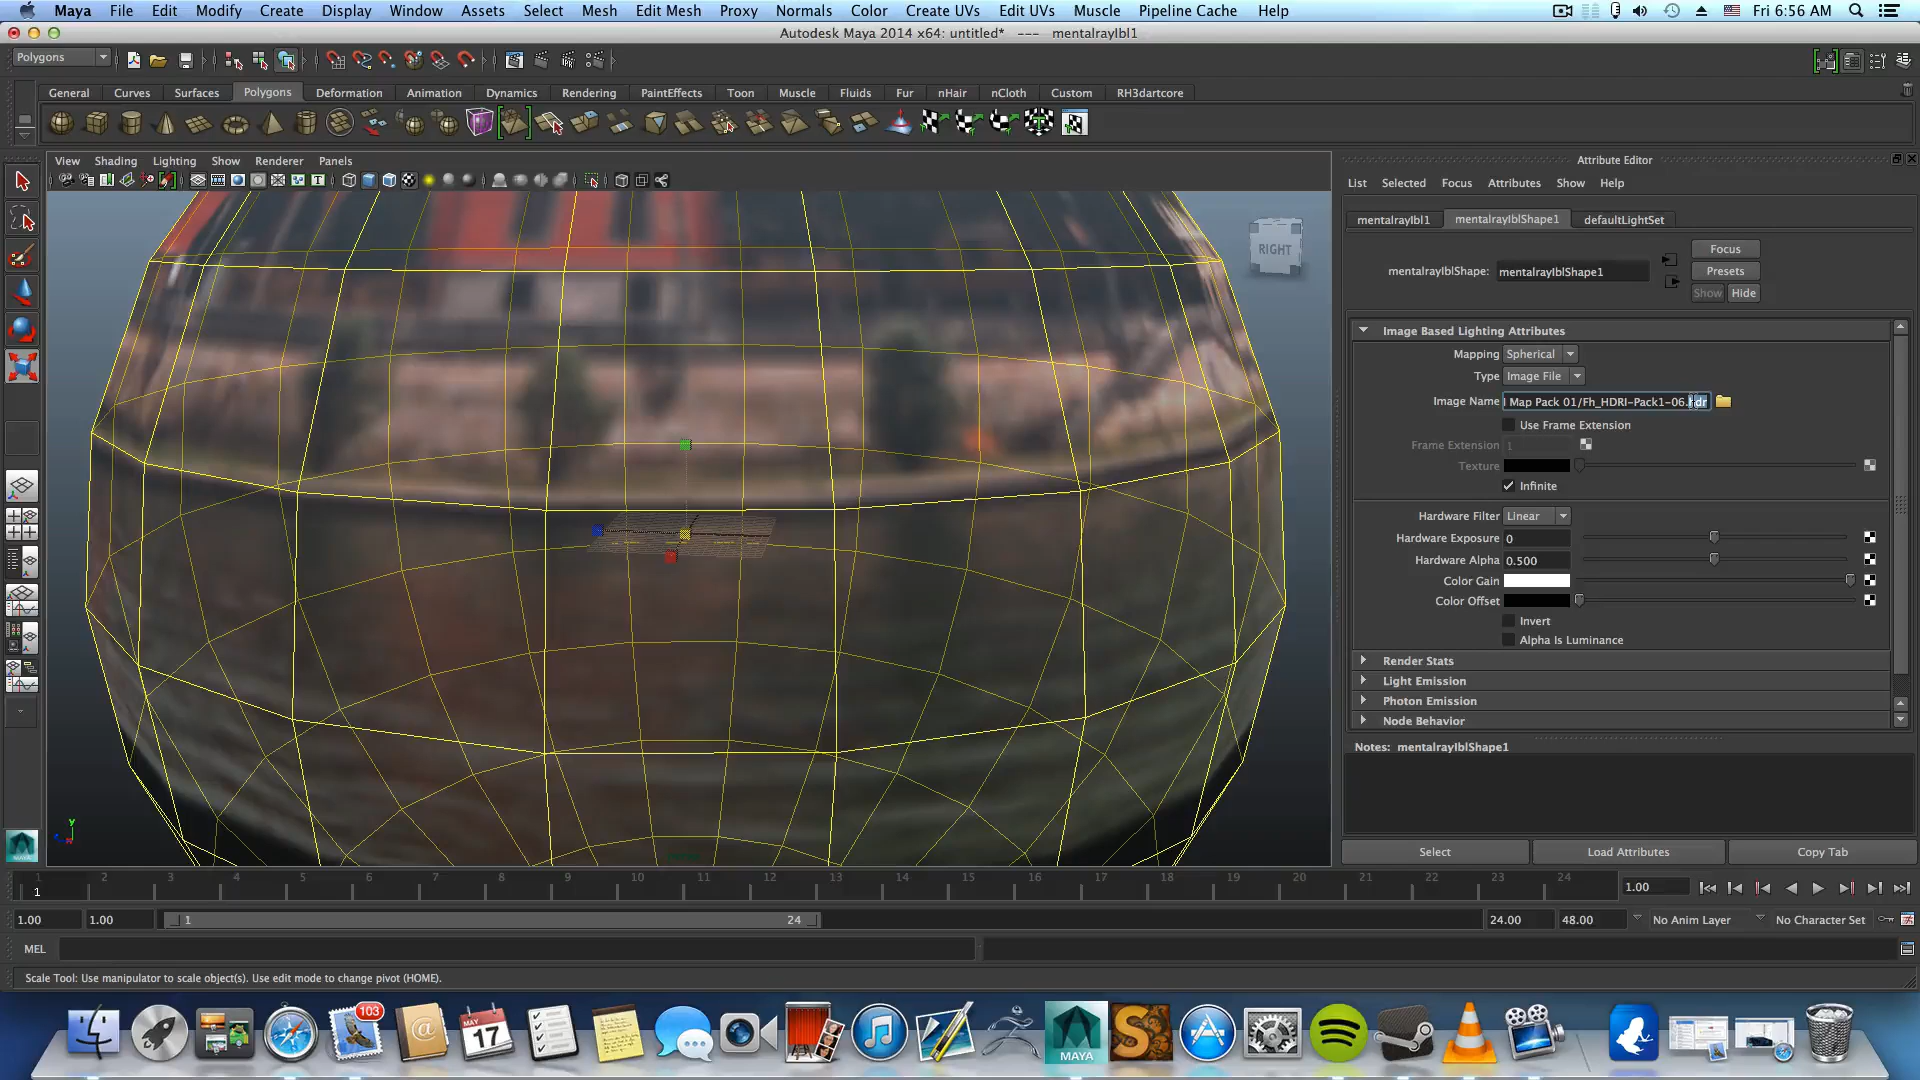 Maya File Edit Modify Create Display Window Assets Select Mesh Edit Mesh Proxy Normals Color Create UVs Edit UVs Muscle Pipeline Cache Help Fri 6:56 AM
Autodesk Maya 2014 x64: untitled* --- mentalrayIbl1
Polygons
General Curves Surfaces Polygons Deformation Animation Dynamics Rendering PaintEffects Toon Muscle Fluids Fur nHair nCloth Custom RH3dartcore
View Shading Lighting Show Renderer Panels
RIGHT
Attribute Editor
List Selected Focus Attributes Show Help
mentalrayIbl1 mentalrayIblShape1 defaultLightSet
Focus
mentalrayIblShape: mentalrayIblShape1 Presets
Show Hide
Image Based Lighting Attributes
Mapping Spherical
Type Image File
Image Name l Map Pack 01/Fh_HDRI-Pack1-06.hdr
Use Frame Extension
Frame Extension 1
Texture
Infinite
Hardware Filter Linear
Hardware Exposure 0
Hardware Alpha 0.500
Color Gain
Color Offset
Invert
Alpha Is Luminance
Render Stats
Light Emission
Photon Emission
Node Behavior
Notes: mentalrayIblShape1
Select Load Attributes Copy Tab
y
1 2 3 4 5 6 7 8 9 10 11 12 13 14 15 16 17 18 19 20 21 22 23 24
1 1.00
1.00 1.00 1 24 24.00 48.00 No Anim Layer No Character Set
MEL
Scale Tool: Use manipulator to scale object(s). Use edit mode to change pivot (HOME).
103
MAY
17
MAYA